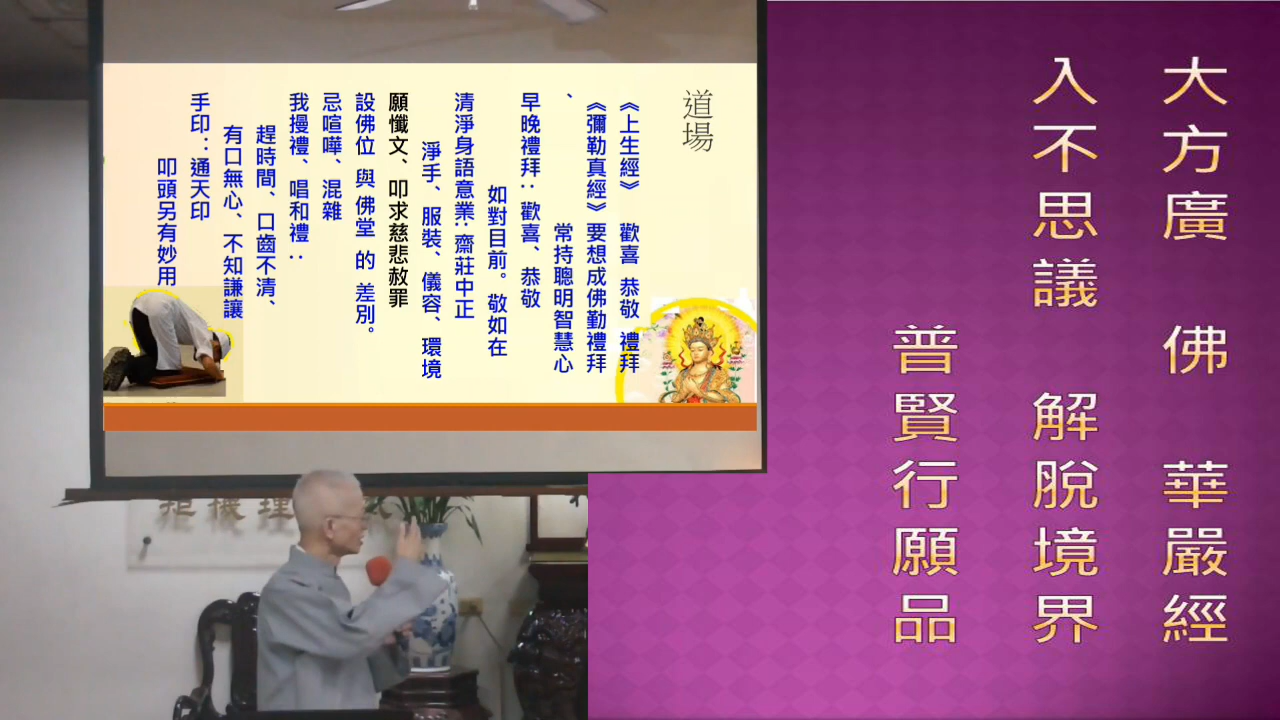 大方廣 佛 華嚴經
入不思議 解脫境界
普賢行願品
道場
《上生經》 歡喜 恭敬 禮拜
《彌勒真經》要想成佛勤禮拜
、 常持聰明智慧心
早晚禮拜：歡喜、恭敬
如對目前。敬如在
清淨身語意業：齋莊中正
淨手、服裝、儀容、環境
願懺文、叩求慈悲赦罪
設佛位 與 佛堂 的 差別。
忌喧嘩、混雜
我擾禮、唱和禮：
趕時間、口齒不清、
有口無心、不知謙讓
手印：通天印
叩頭另有妙用